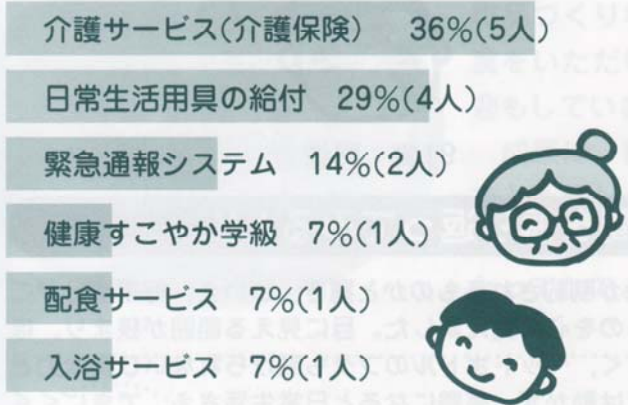 介護サービス(介護保険) 36%(5人)
日常生活用具の給付 29%(4人)
緊急通報システム 14%(2人)
健康すこやか学級 7%(1人)
配食サービス 7%(1人)
入浴サービス 7%(1人)